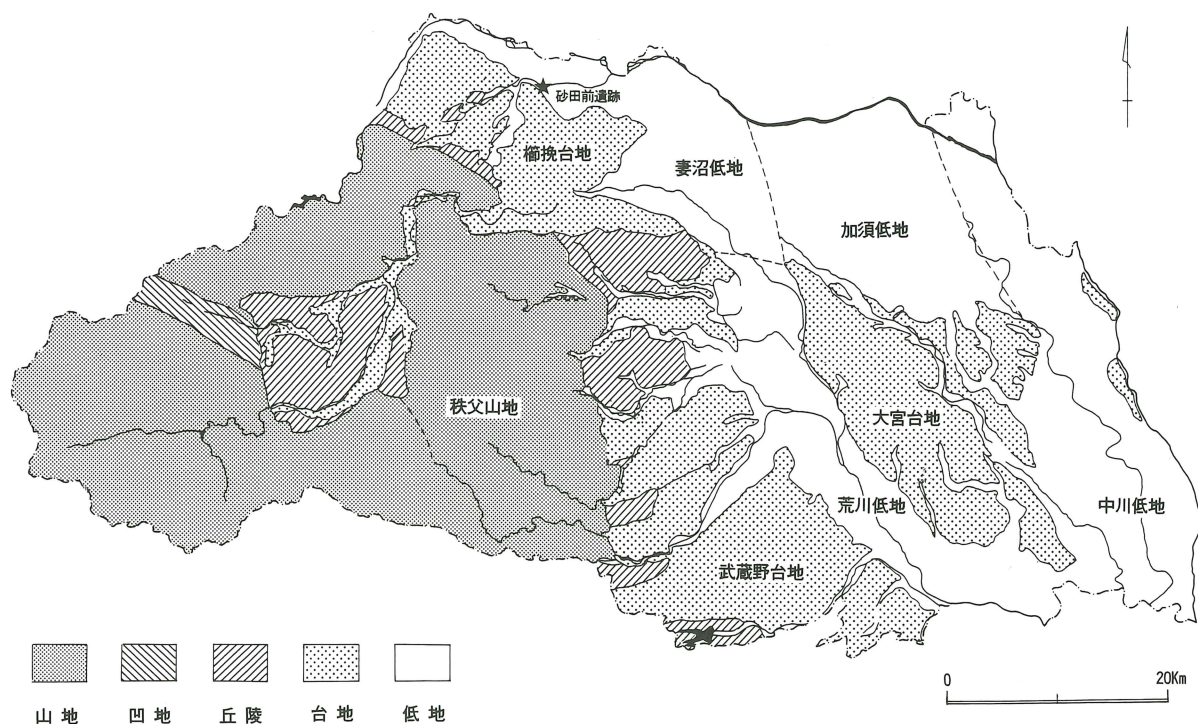 砂田前遺跡
櫛挽台地
妻沼低地
加須低地
秩父山地
大宮台地
荒川低地
中川低地
武蔵野台地
山地 凹地 丘陵 台地 低地
0 20Km